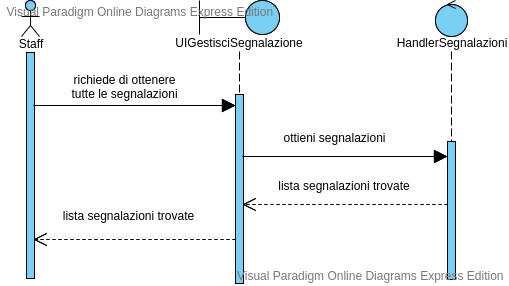 Visual Paradigm Online Diagrams Express Edition
Staff
UIGestisciSegnalazione
HandlerSegnalazioni
richiede di ottenere
tutte le segnalazioni
ottieni segnalazioni
lista segnalazioni trovate
lista segnalazioni trovate
Visual Paradigm Online Diagrams Express Edition